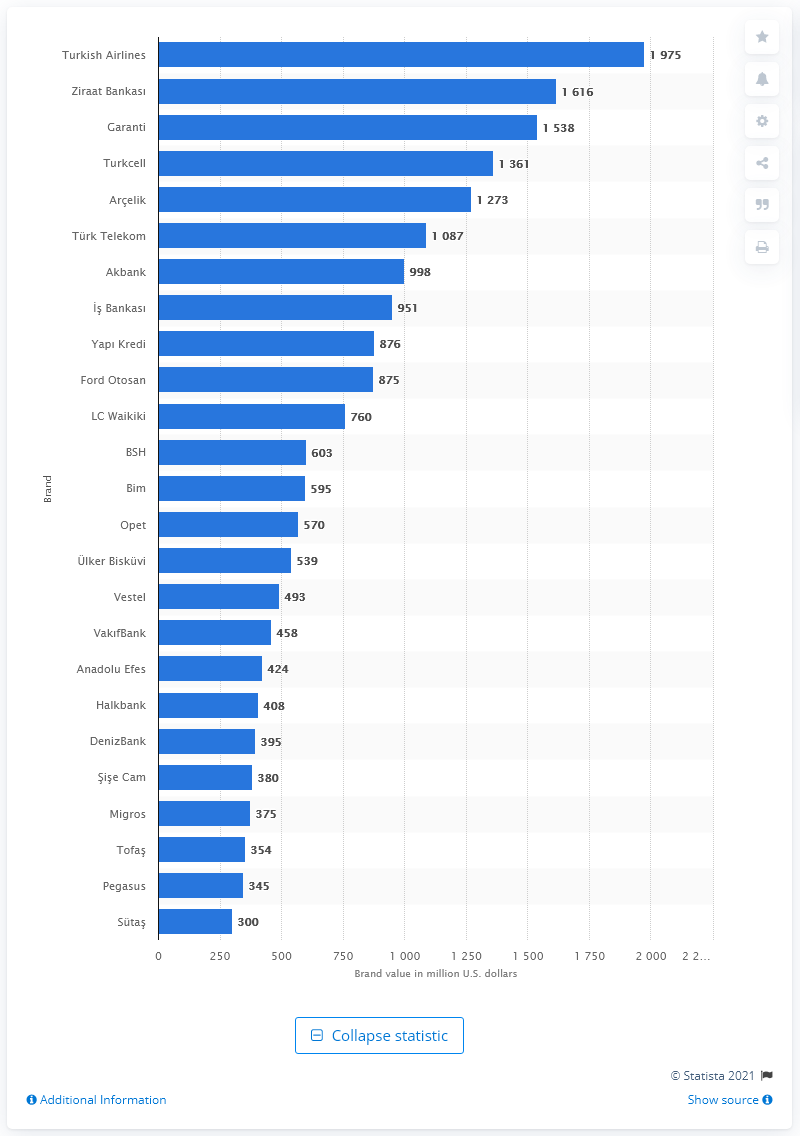 Turkish Airlines 1 975
Ziraat Bankası 1 616
Garanti 1 538
Turkcell 1 361
Arçelik 1 273
Türk Telekom 1 087
Akbank 998
İş Bankası 951
Yapı Kredi 876
Ford Otosan 875
LC Waikiki 760
BSH 603
Brand
Bim 595
Opet 570
Ülker Bisküvi 539
Vestel 493
VakıfBank 458
Anadolu Efes 424
Halkbank 408
DenizBank 395
Şişe Cam 380
Migros 375
Tofaş 354
Pegasus 345
Sütaş 300
0 250 500 750 1 000 1 250 1 500 1 750 2 000 2 2...
Brand value in million U.S. dollars
Collapse statistic
© Statista 2021
Additional Information Show source